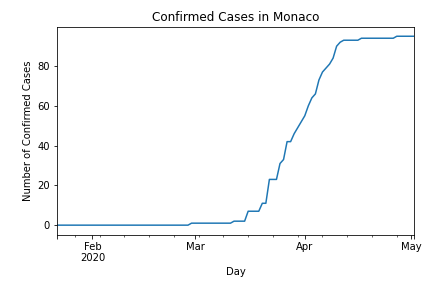 Confirmed Cases in Monaco
Number of Confirmed Cases
80
60
40
20
0
Feb
2020
Mar
Apr
May
Day